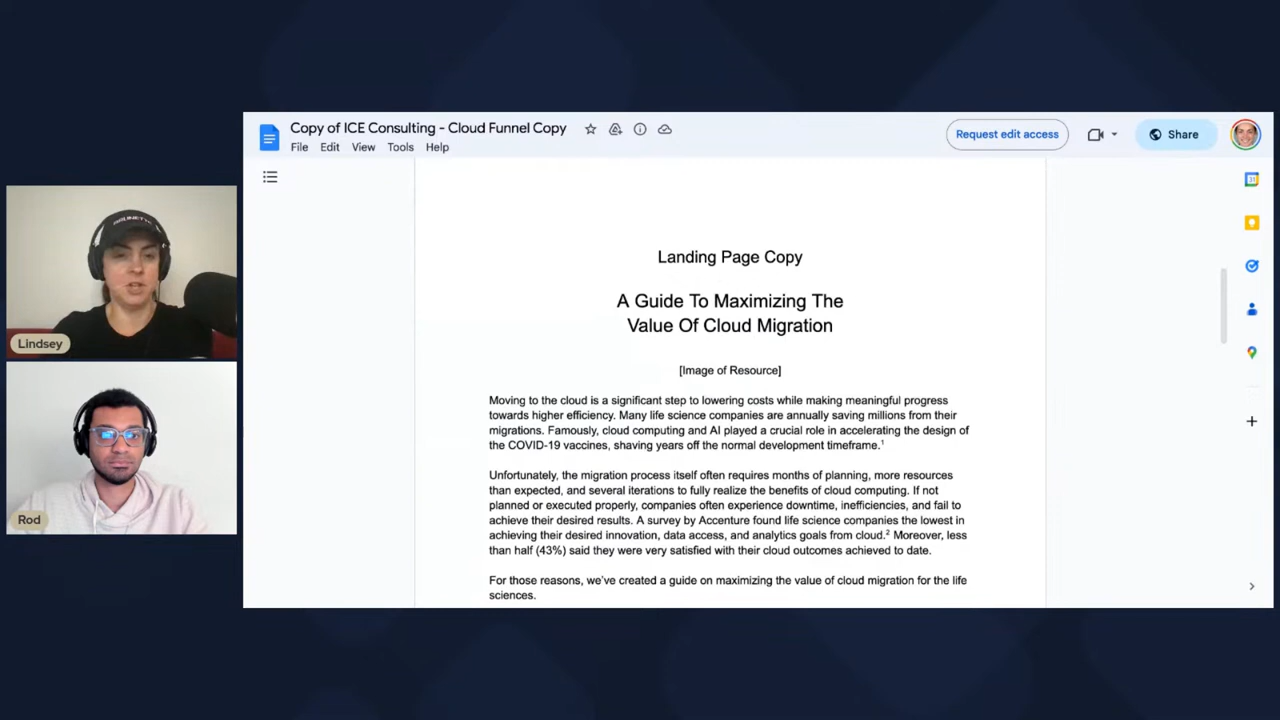 Copy of ICE Consulting - Cloud Funnel Copy
File Edit View Tools Help
Request edit access
Share
Landing Page Copy
A Guide To Maximizing The
Value Of Cloud Migration
[Image of Resource]
Moving to the cloud is a significant step to lowering costs while making meaningful progress
towards higher efficiency. Many life science companies are annually saving millions from their
migrations. Famously, cloud computing and AI played a crucial role in accelerating the design of
the COVID-19 vaccines, shaving years off the normal development timeframe.¹
Unfortunately, the migration process itself often requires months of planning, more resources
than expected, and several iterations to fully realize the benefits of cloud computing. If not
planned or executed properly, companies often experience downtime, inefficiencies, and fail to
achieve their desired results. A survey by Accenture found life science companies the lowest in
achieving their desired innovation, data access, and analytics goals from cloud.² Moreover, less
than half (43%) said they were very satisfied with their cloud outcomes achieved to date.
For those reasons, we've created a guide on maximizing the value of cloud migration for the life
sciences.
Lindsey
Rod
31